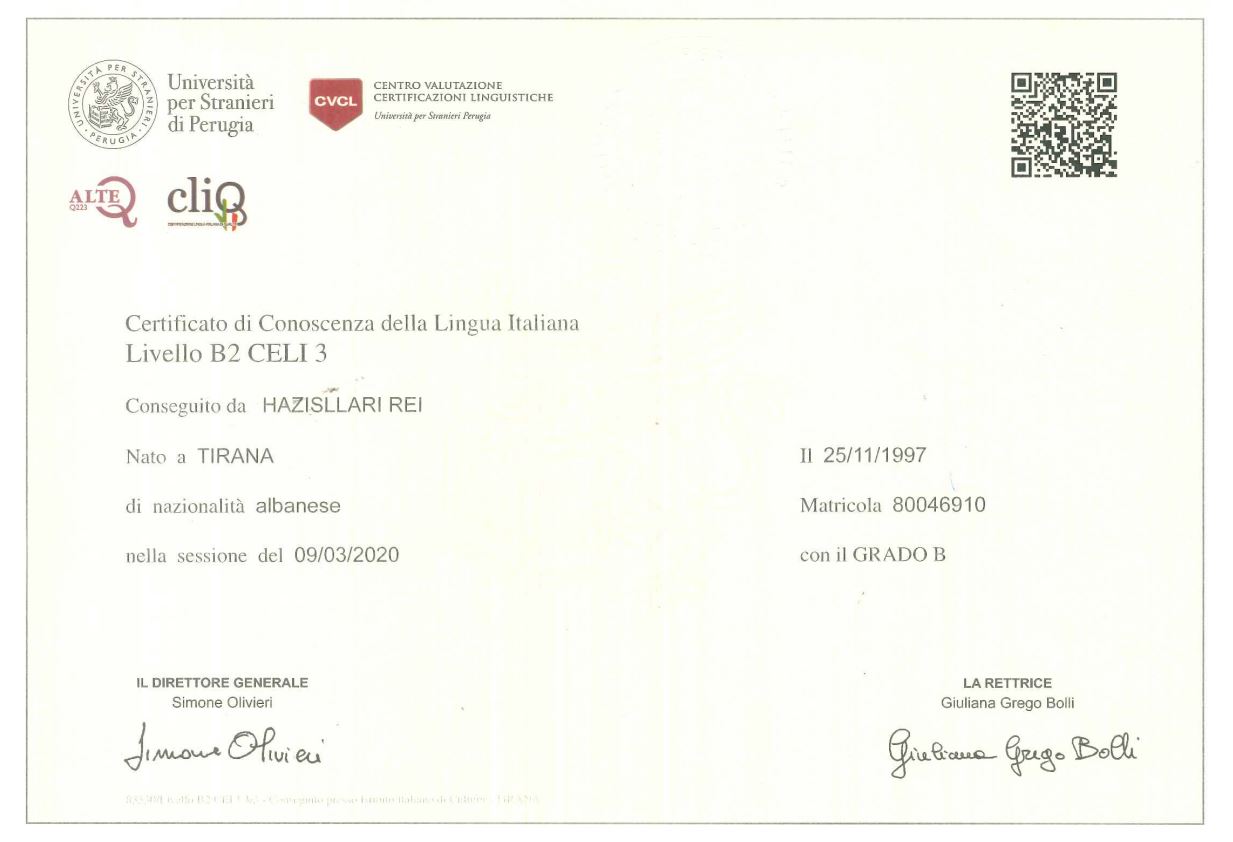 UNIVERSITÀ PER STRANIERI · PERUGIA ·
Università
per Stranieri
di Perugia
CVCL
CENTRO VALUTAZIONE
CERTIFICAZIONI LINGUISTICHE
Università per Stranieri Perugia
ALTE
Q223
cliQ
Certificato di Conoscenza della Lingua Italiana
Livello B2 CELI 3
Conseguito da HAZISLLARI REI
Nato a TIRANA
Il 25/11/1997
di nazionalità albanese
Matricola 80046910
nella sessione del 09/03/2020
con il GRADO B
IL DIRETTORE GENERALE
Simone Olivieri
LA RETTRICE
Giuliana Grego Bolli
Simone Olivieri
Giuliana Grego Bolli
Livello B2 CELI 3 - Conseguito presso Istituto Italiano di Cultura - TIRANA